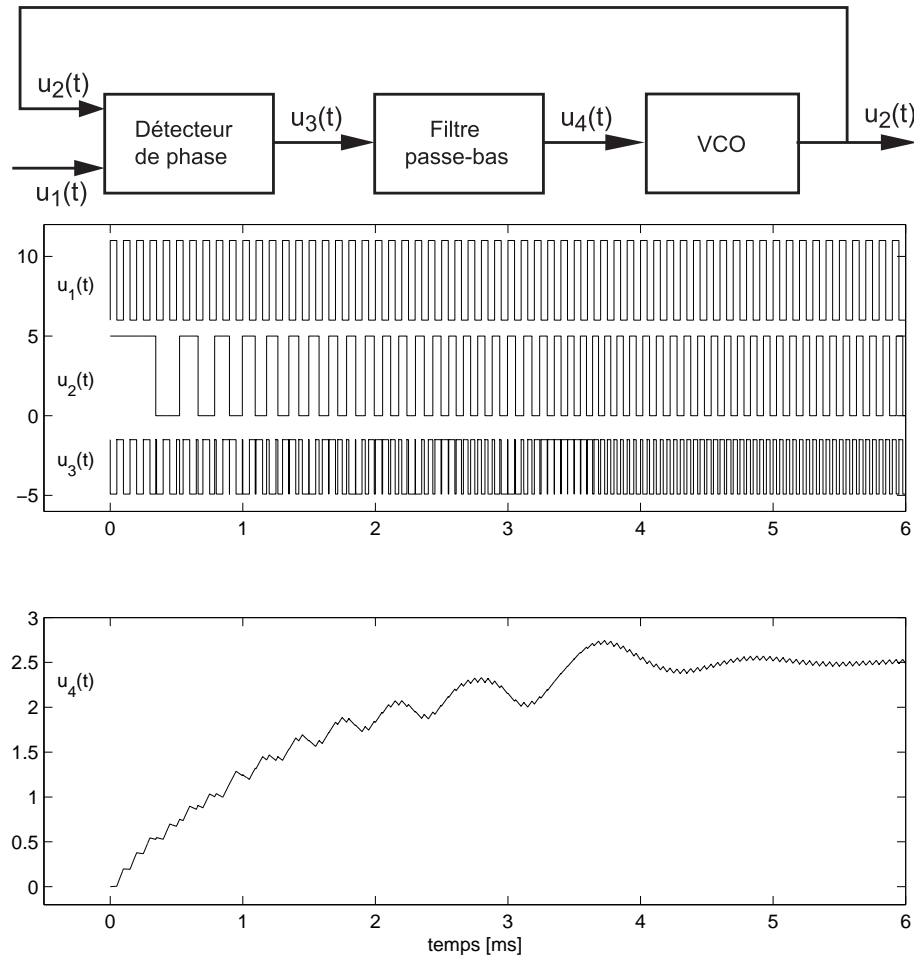 u2(t)
u1(t)
Détecteur
de phase
u3(t)
Filtre
passe-bas
u4(t)
VCO
u2(t)
10
u1(t)
5
u2(t)
0
u3(t)
−5
0 1 2 3 4 5 6
3
2.5
u4(t)
2
1.5
1
0.5
0
0 1 2 3 4 5 6
temps [ms]